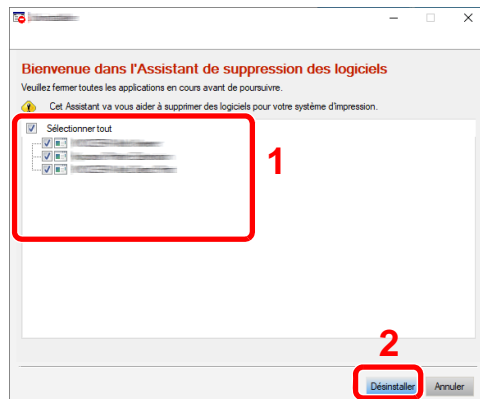 Bienvenue dans l'Assistant de suppression des logiciels
Veuillez fermer toutes les applications en cours avant de poursuivre.
Cet Assistant va vous aider à supprimer des logiciels pour votre système d'impression.
Sélectionner tout
1
2
Désinstaller
Annuler